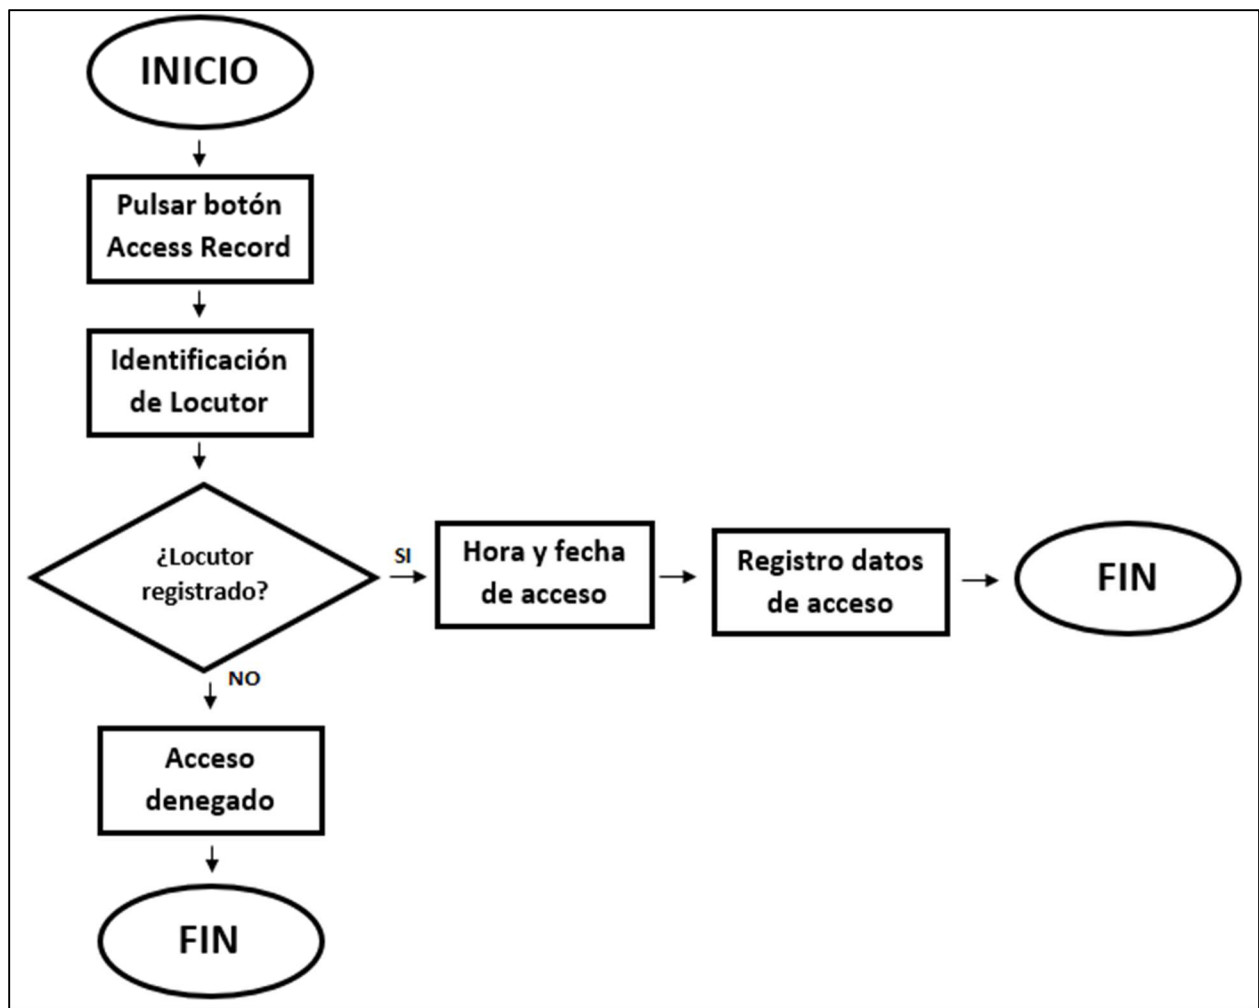 INICIO
Pulsar botón
Access Record
Identificación
de Locutor
¿Locutor
registrado?
SI
Hora y fecha
de acceso
Registro datos
de acceso
FIN
NO
Acceso
denegado
FIN